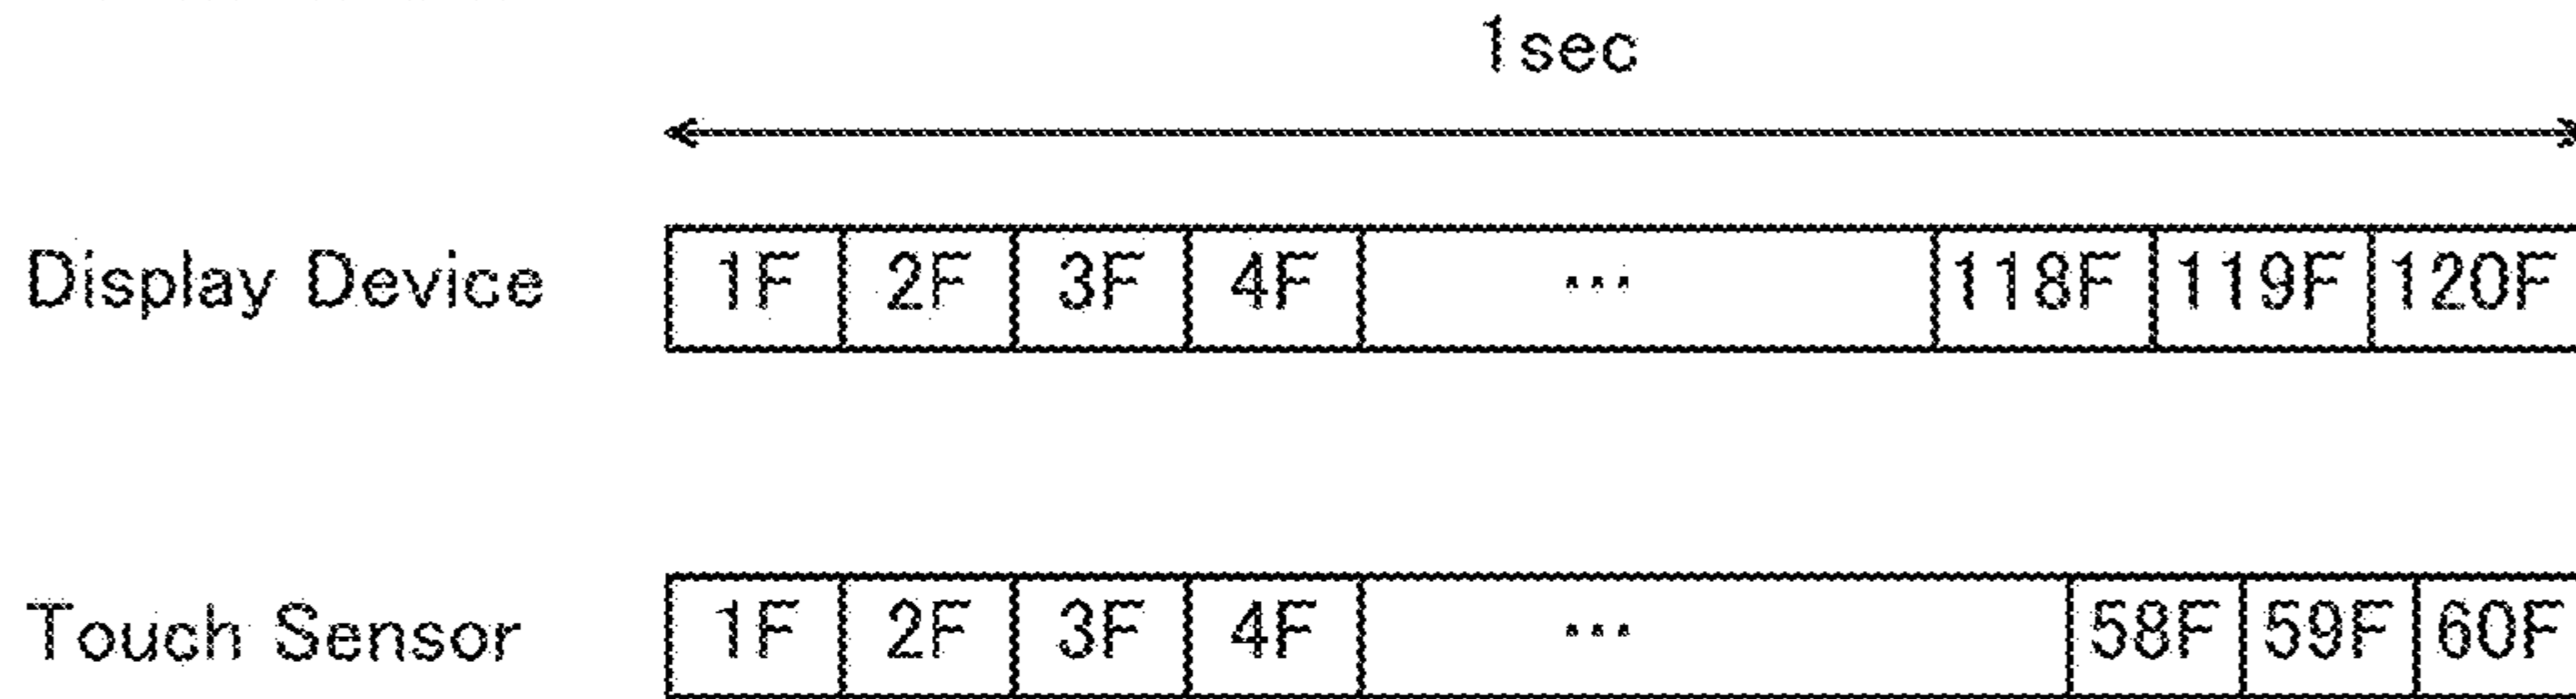 1sec
Display Device 1F 2F 3F 4F ... 118F 119F 120F
Touch Sensor 1F 2F 3F 4F ... 58F 59F 60F